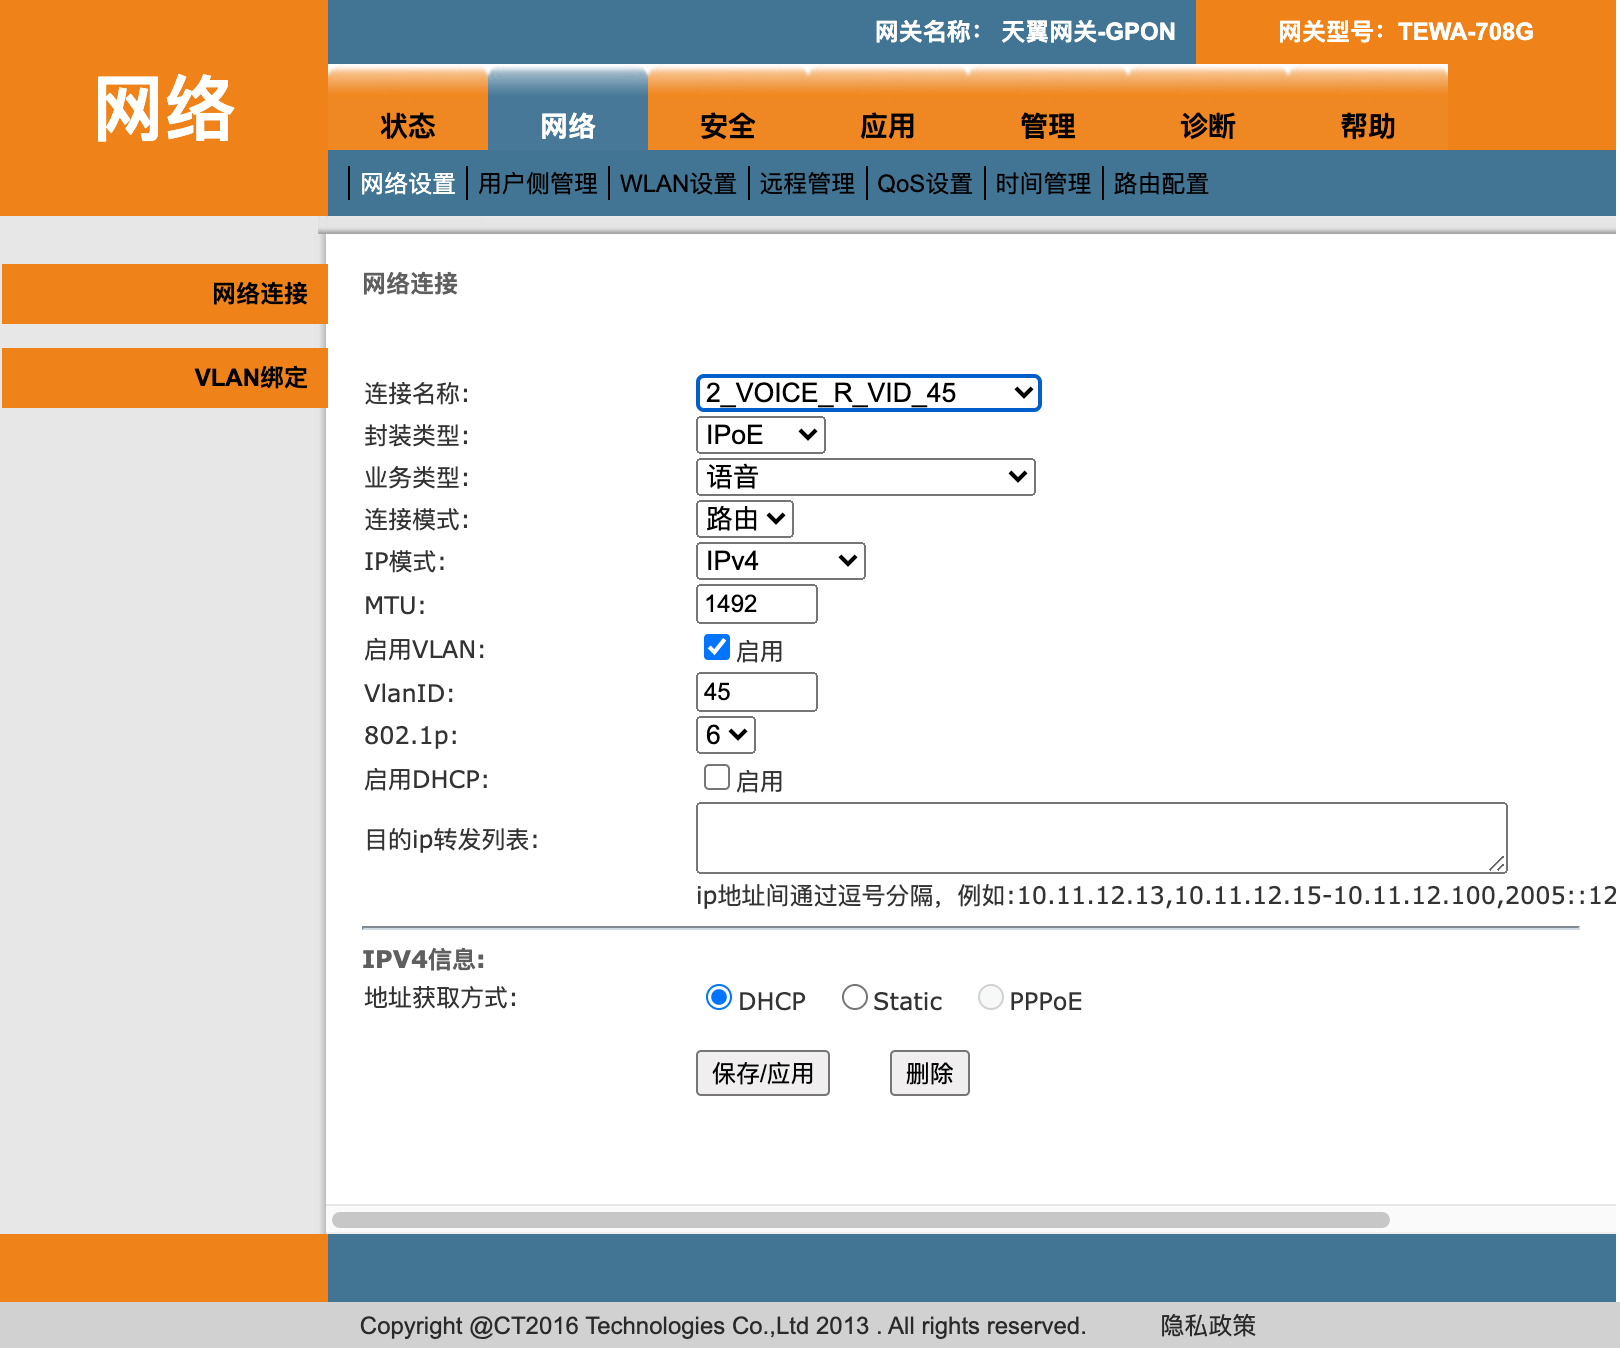 网关名称： 天翼网关-GPON 网关型号：TEWA-708G
网络
状态 网络 安全 应用 管理 诊断 帮助
网络设置 用户侧管理 WLAN设置 远程管理 QoS设置 时间管理 路由配置
网络连接
VLAN绑定
网络连接
连接名称: 2_VOICE_R_VID_45
封装类型: IPoE
业务类型: 语音
连接模式: 路由
IP模式: IPv4
MTU: 1492
启用VLAN: 启用
VlanID: 45
802.1p: 6
启用DHCP: 启用
目的ip转发列表:
ip地址间通过逗号分隔，例如:10.11.12.13,10.11.12.15-10.11.12.100,2005::12
IPV4信息:
地址获取方式: DHCP Static PPPoE
保存/应用 删除
Copyright @CT2016 Technologies Co.,Ltd 2013 . All rights reserved. 隐私政策